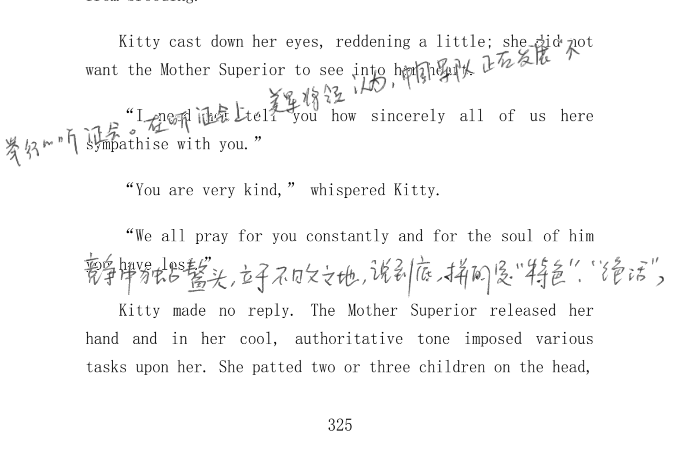 Kitty cast down her eyes, reddening a little; she did not
want the Mother Superior to see into her heart.
举行的听证会。在听证会上,美军将领认为,中国军队正在发展“不
“I need not tell you how sincerely all of us here
sympathise with you.”
“You are very kind,” whispered Kitty.
“We all pray for you constantly and for the soul of him
you have lost.”
竞争中独占鳌头,立于不败之地,说到底,拼的是“特色”、“绝活”,
Kitty made no reply. The Mother Superior released her
hand and in her cool, authoritative tone imposed various
tasks upon her. She patted two or three children on the head,
325